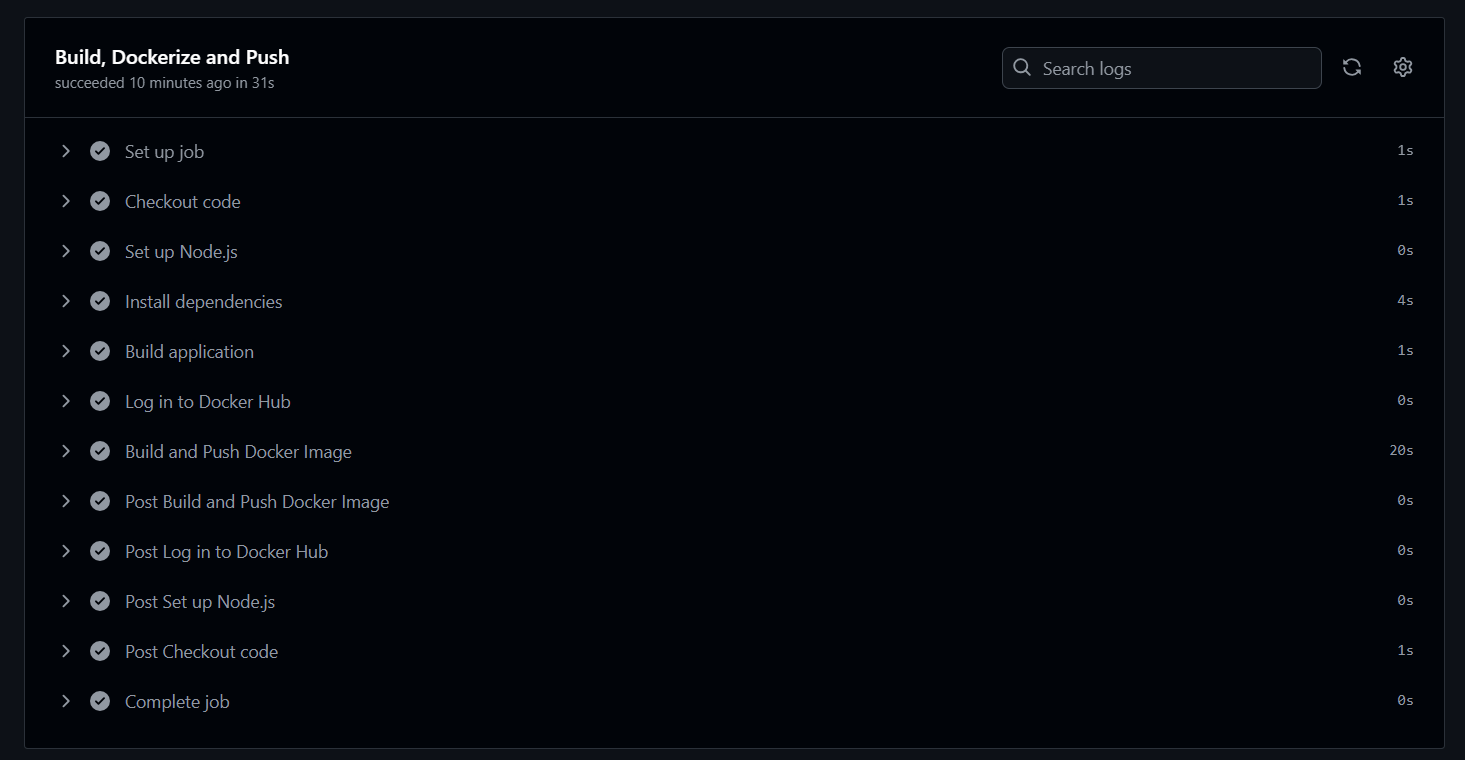 Build, Dockerize and Push
succeeded 10 minutes ago in 31s
Search logs
Set up job 1s
Checkout code 1s
Set up Node.js 0s
Install dependencies 4s
Build application 1s
Log in to Docker Hub 0s
Build and Push Docker Image 20s
Post Build and Push Docker Image 0s
Post Log in to Docker Hub 0s
Post Set up Node.js 0s
Post Checkout code 1s
Complete job 0s